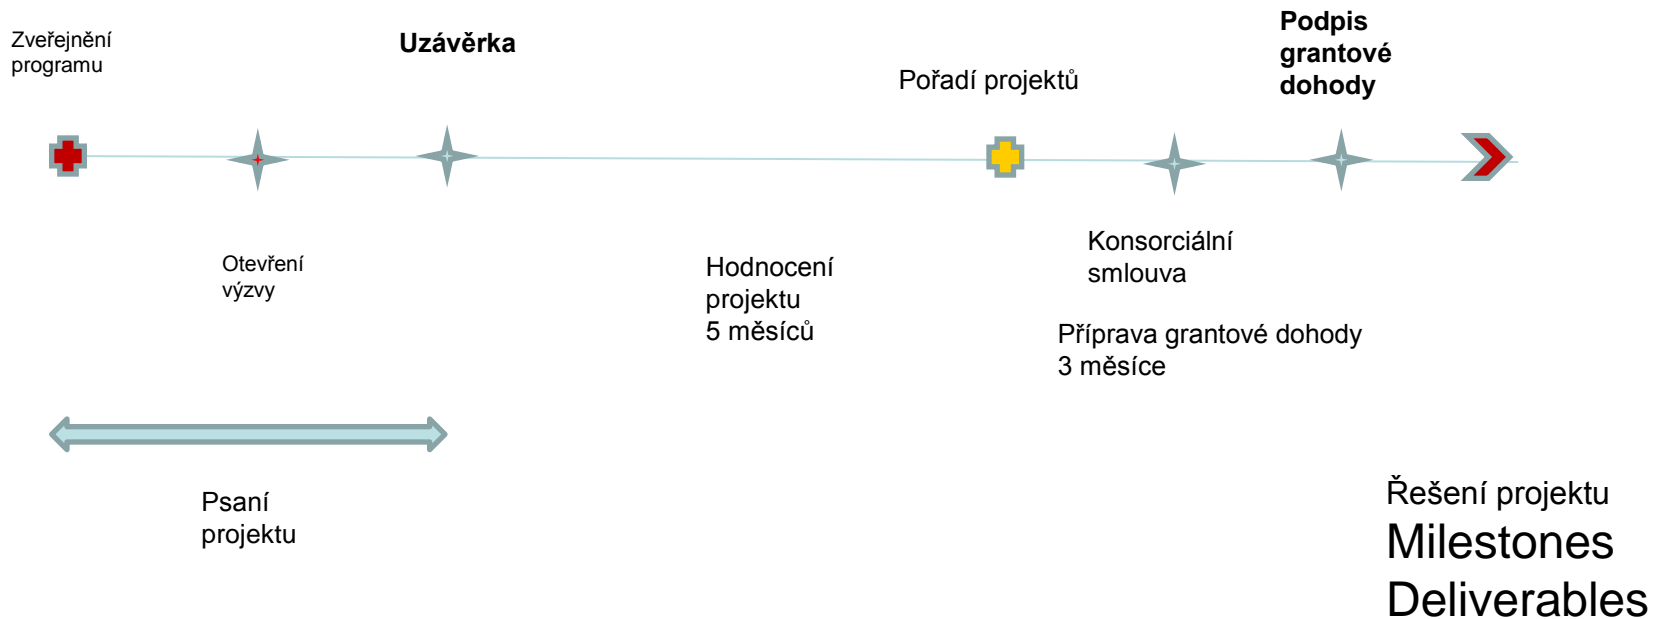 Zveřejnění
programu
Uzávěrka
Pořadí projektů
Podpis
grantové
dohody
Otevření
výzvy
Hodnocení
projektu
5 měsíců
Konsorciální
smlouva
Příprava grantové dohody
3 měsíce
Psaní
projektu
Řešení projektu
Milestones
Deliverables